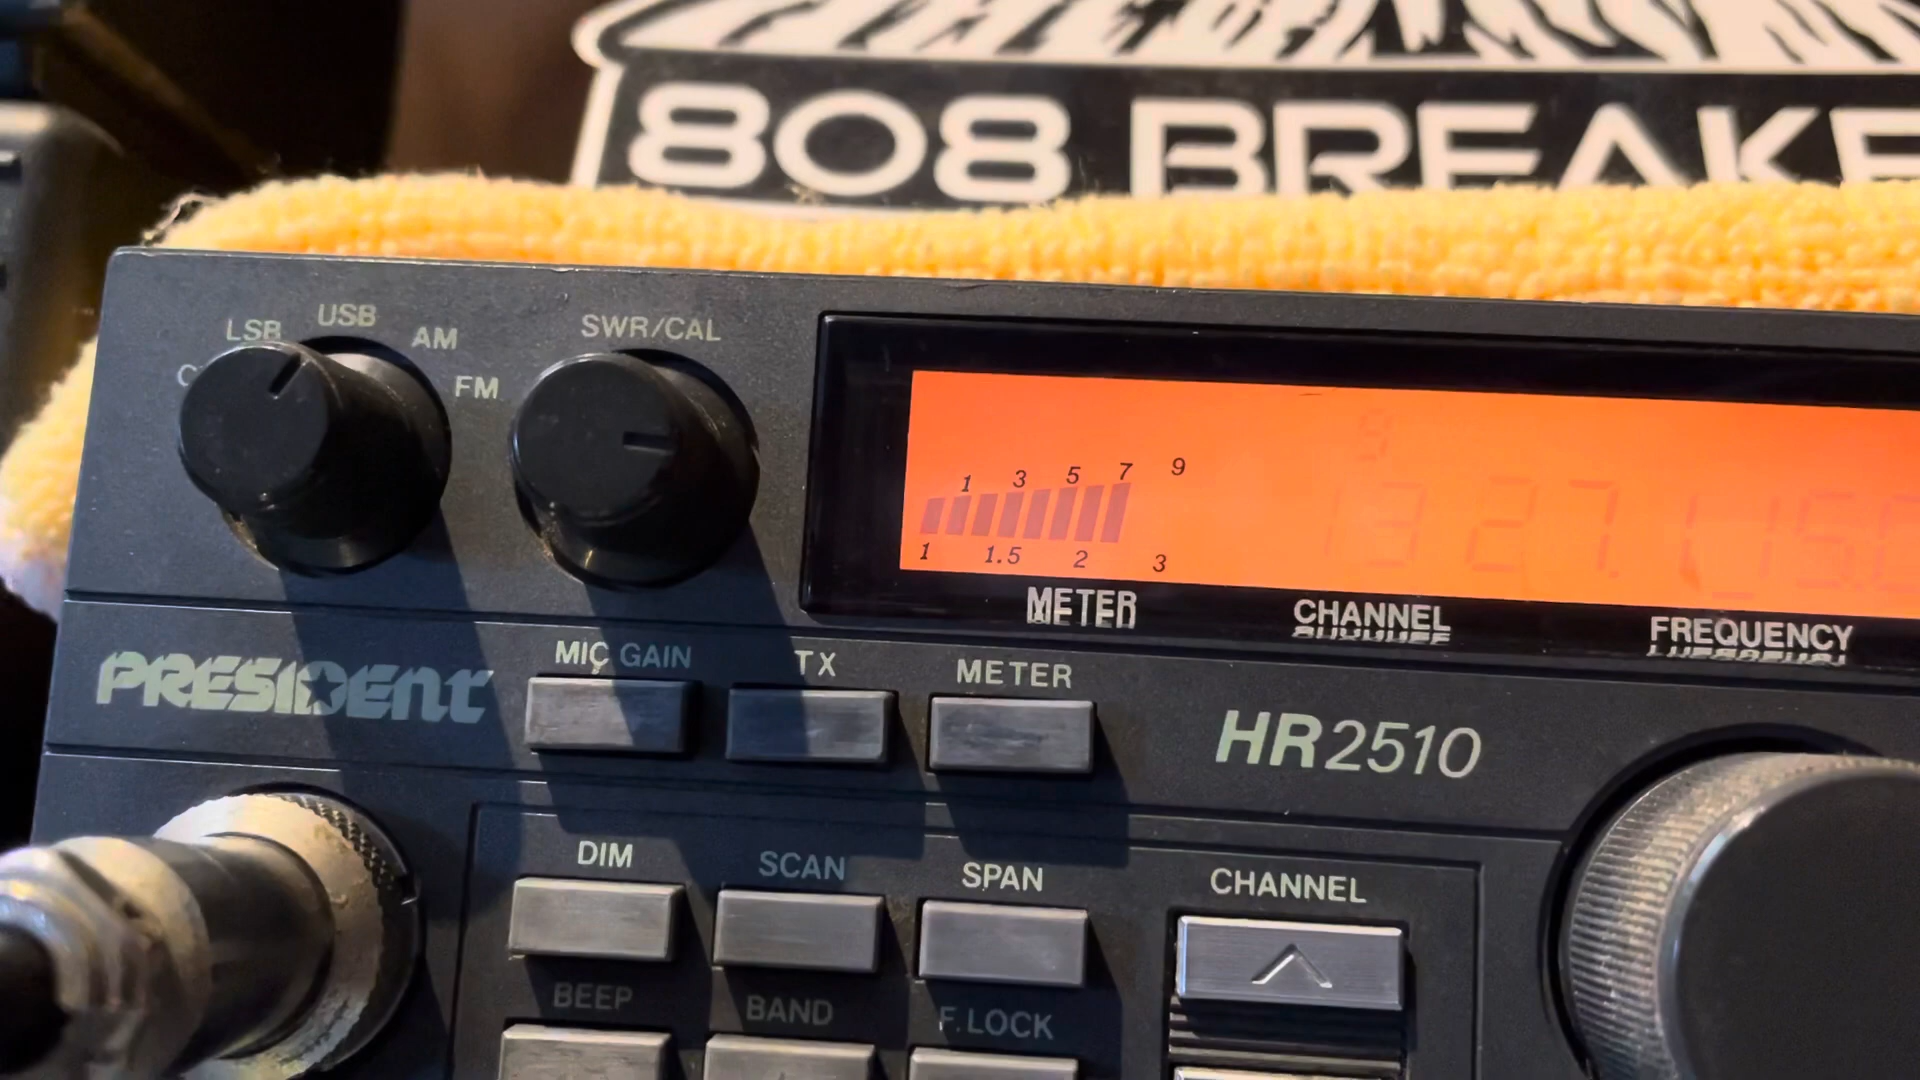 808 BREAKE
LSB USB AM FM
SWR/CAL
1 3 5 7 9
1 1.5 2 3
METER CHANNEL FREQUENCY
PRESIDENT
MIC GAIN TX METER
HR2510
DIM SCAN SPAN CHANNEL
BEEP BAND F.LOCK